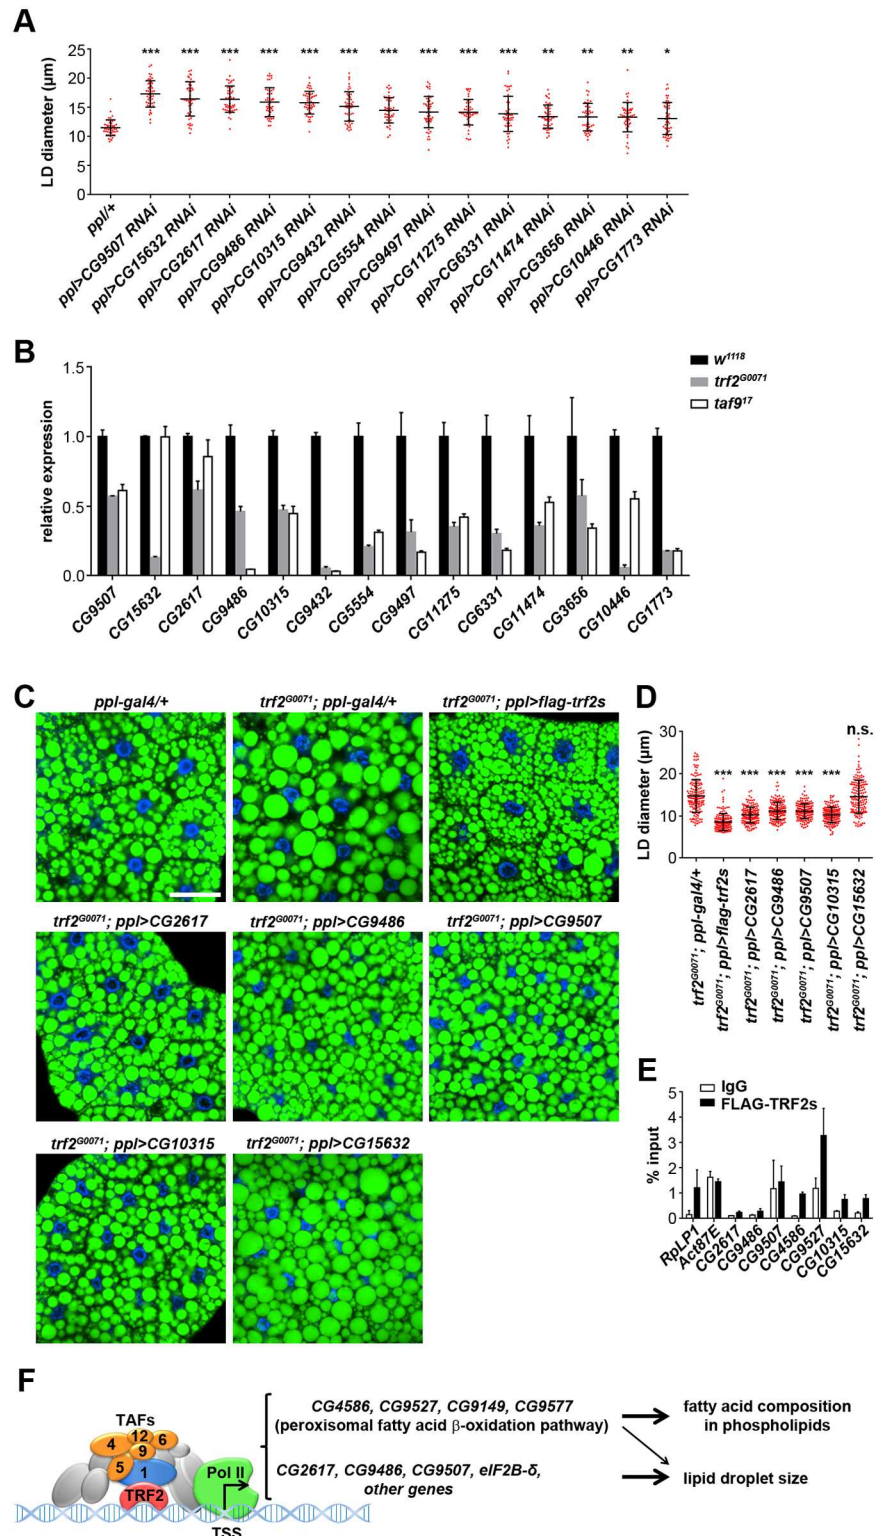 A
LD diameter (μm)
25
20
15
10
5
0
*** *** *** *** *** *** *** *** *** *** ** ** ** *
ppl/+
ppl>CG9507 RNAi
ppl>CG15632 RNAi
ppl>CG2617 RNAi
ppl>CG9486 RNAi
ppl>CG10315 RNAi
ppl>CG9432 RNAi
ppl>CG5554 RNAi
ppl>CG9497 RNAi
ppl>CG11275 RNAi
ppl>CG6331 RNAi
ppl>CG11474 RNAi
ppl>CG3656 RNAi
ppl>CG10446 RNAi
ppl>CG1773 RNAi
B
relative expression
1.5
1.0
0.5
0.0
w1118
trf2G0071
taf917
CG9507
CG15632
CG2617
CG9486
CG10315
CG9432
CG5554
CG9497
CG11275
CG6331
CG11474
CG3656
CG10446
CG1773
C
ppl-gal4/+
trf2G0071; ppl-gal4/+
trf2G0071; ppl>flag-trf2s
trf2G0071; ppl>CG2617
trf2G0071; ppl>CG9486
trf2G0071; ppl>CG9507
trf2G0071; ppl>CG10315
trf2G0071; ppl>CG15632
D
LD diameter (μm)
30
20
10
0
*** *** *** *** *** n.s.
trf2G0071; ppl-gal4/+
trf2G0071; ppl>flag-trf2s
trf2G0071; ppl>CG2617
trf2G0071; ppl>CG9486
trf2G0071; ppl>CG9507
trf2G0071; ppl>CG10315
trf2G0071; ppl>CG15632
E
% input
5
4
3
2
1
0
IgG
FLAG-TRF2s
RpLP1
Act87E
CG2617
CG9486
CG9507
CG4586
CG9527
CG10315
CG15632
F
TAFs
4
12
6
9
5
1
TRF2
Pol II
TSS
CG4586, CG9527, CG9149, CG9577
(peroxisomal fatty acid β-oxidation pathway)
CG2617, CG9486, CG9507, eIF2B-δ,
other genes
fatty acid composition
in phospholipids
lipid droplet size